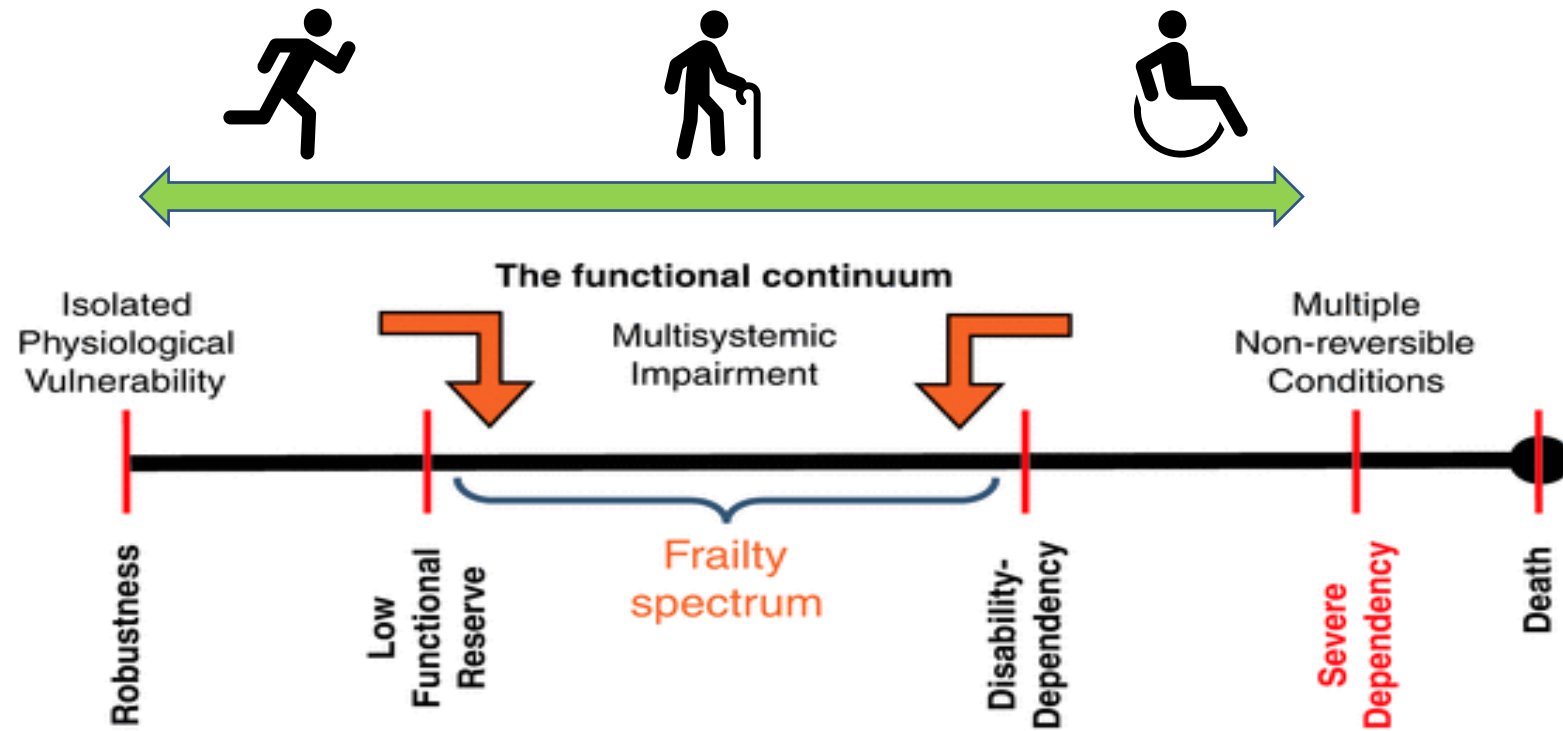 The functional continuum
Isolated
Physiological
Vulnerability
Multisystemic
Impairment
Multiple
Non-reversible
Conditions
Frailty
spectrum
Robustness
Low
Functional
Reserve
Disability-
Dependency
Severe
Dependency
Death